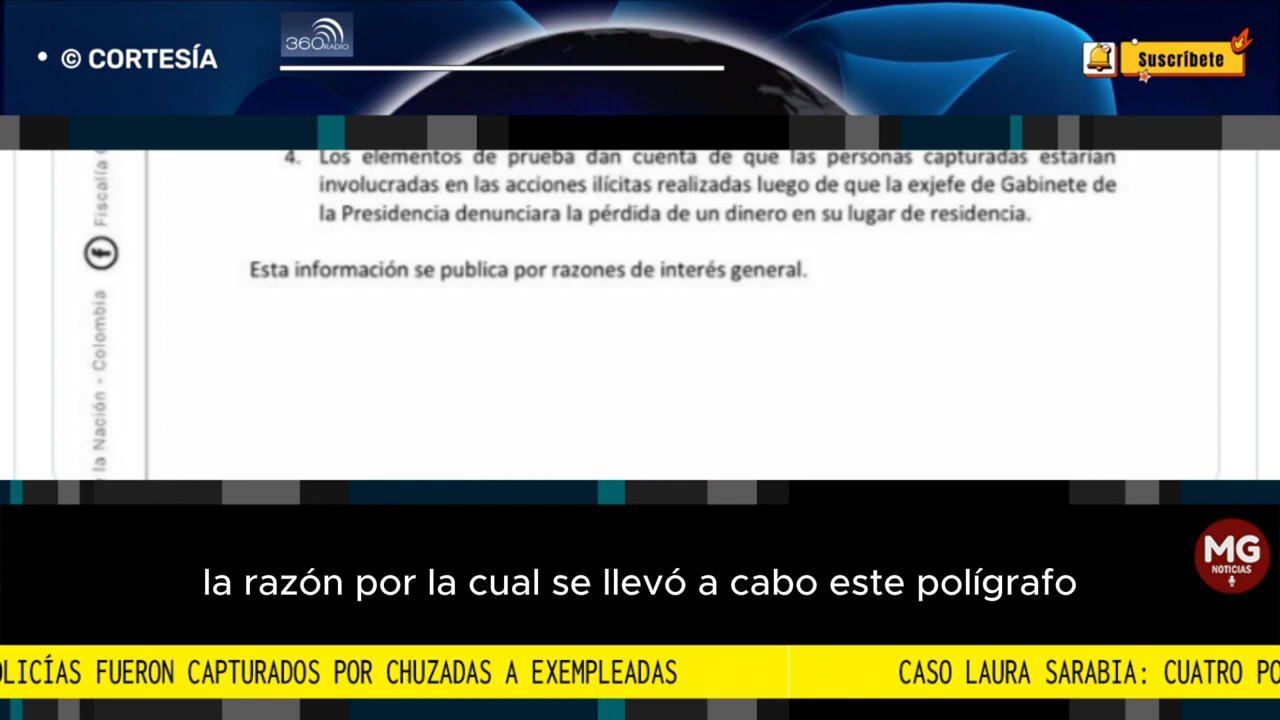 • © CORTESÍA
360RADIO
Suscríbete
4. Los elementos de prueba dan cuenta de que las personas capturadas estarían
involucradas en las acciones ilícitas realizadas luego de que la exjefe de Gabinete de
la Presidencia denunciara la pérdida de un dinero en su lugar de residencia.
Esta información se publica por razones de interés general.
Fiscalía
la Nación - Colombia
la razón por la cual se llevó a cabo este polígrafo
MG
NOTICIAS
OLICÍAS FUERON CAPTURADOS POR CHUZADAS A EXEMPLEADAS
CASO LAURA SARABIA: CUATRO PO